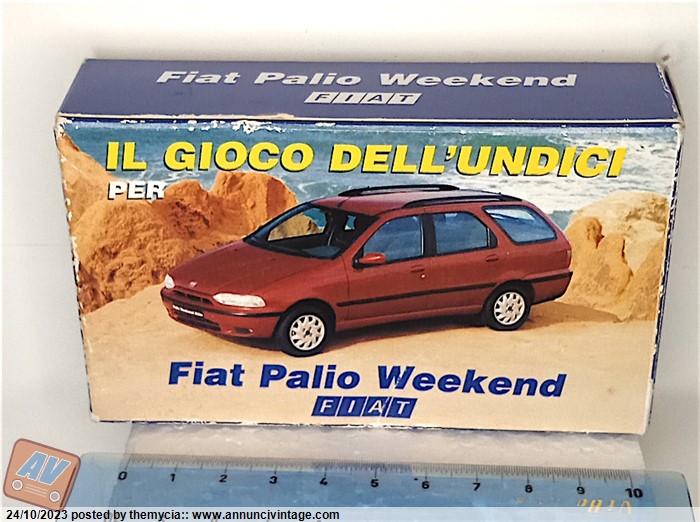 Fiat Palio Weekend
FIAT
IL GIOCO DELL'UNDICI
PER
Fiat Palio Weekend
FIAT
0 1 2 3 4 5 6 7 8 9 10
AV
24/10/2023 posted by themycia:: www.annuncivintage.com